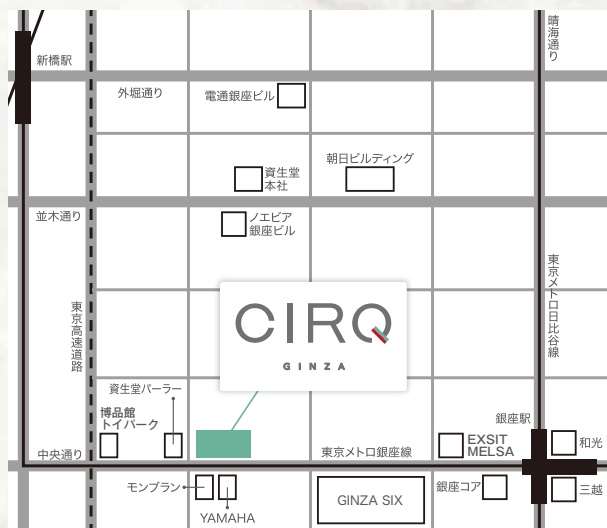 晴海通り
新橋駅
外堀通り
電通銀座ビル
朝日ビルディング
資生堂
本社
並木通り
ノエビア
銀座ビル
東京メトロ日比谷線
東京高速道路
CIRQ
GINZA
資生堂パーラー
博品館
トイパーク
銀座駅
中央通り
東京メトロ銀座線
EXSIT
MELSA
和光
モンブラン
YAMAHA
GINZA SIX
銀座コア
三越